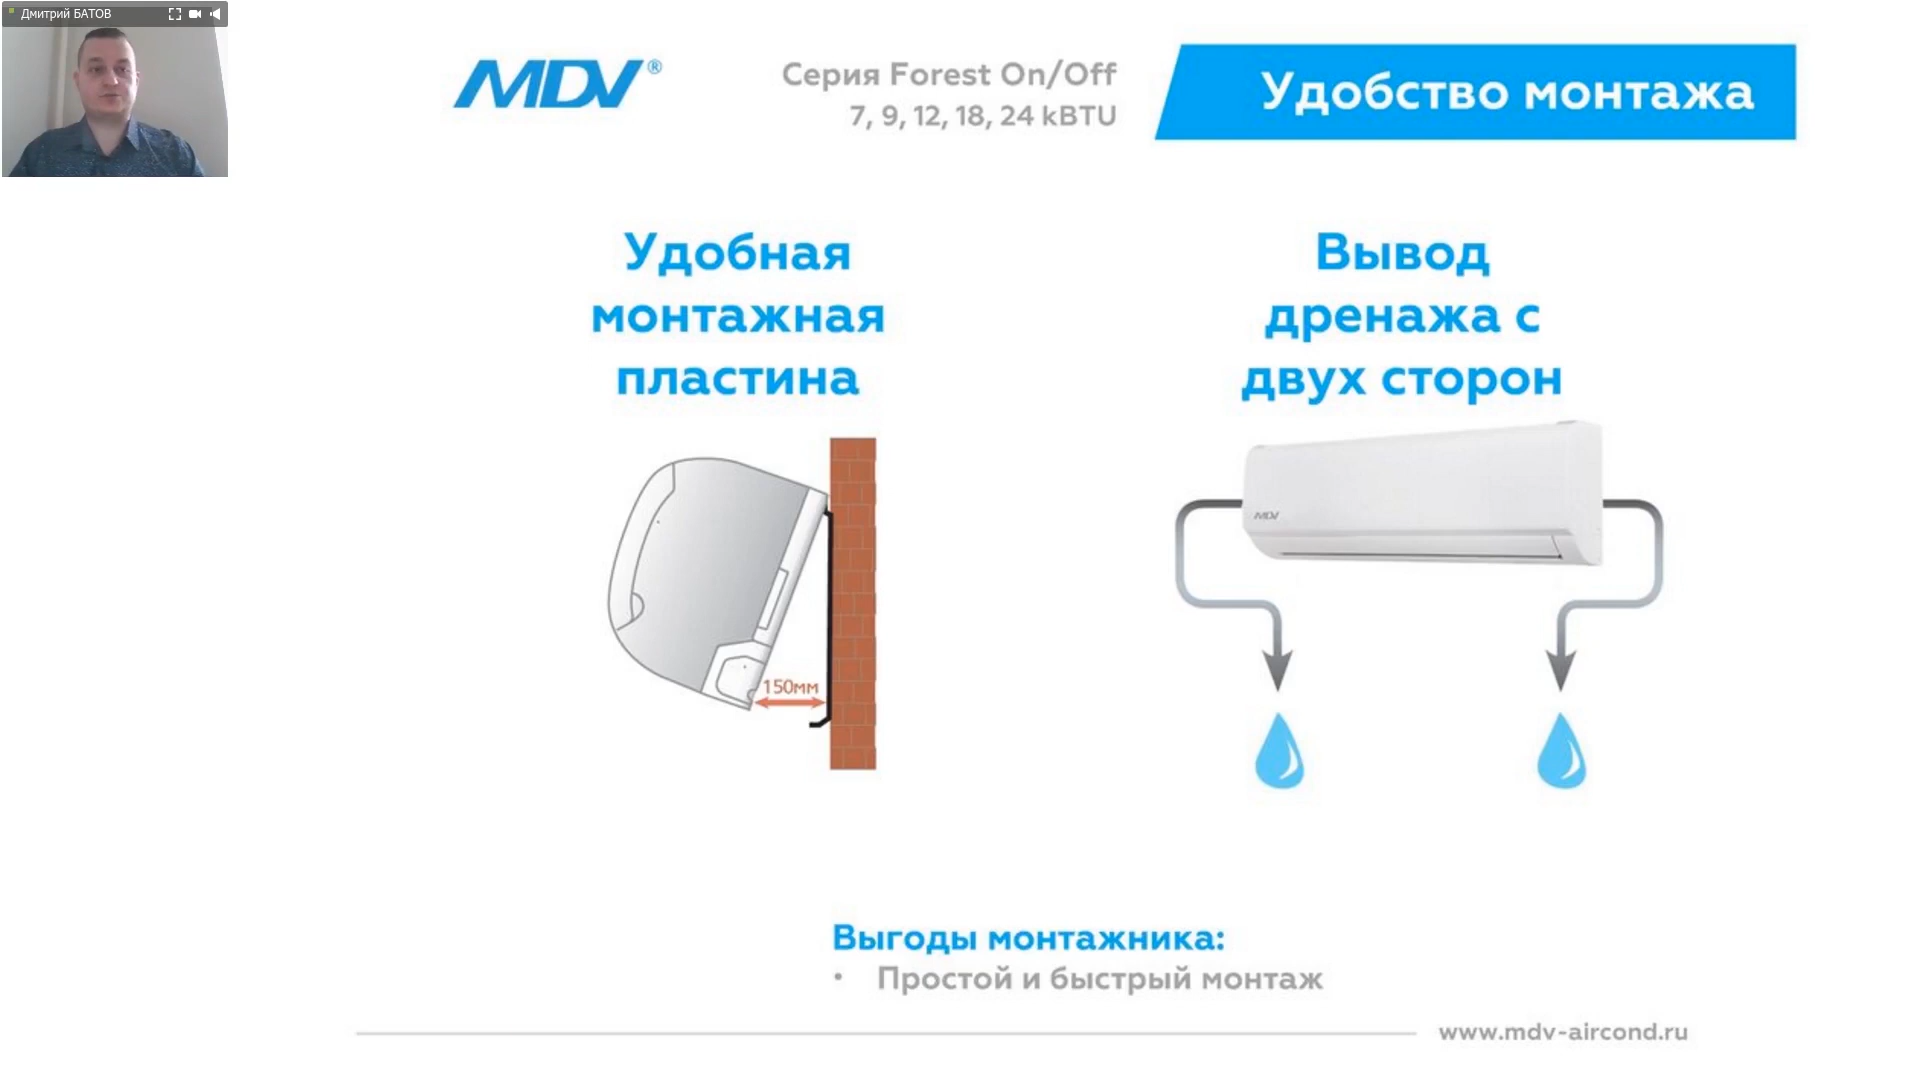 Дмитрий БАТОВ
MDV®
Серия Forest On/Off
7, 9, 12, 18, 24 kBTU
Удобство монтажа
Удобная
монтажная
пластина
Вывод
дренажа с
двух сторон
MDV
150мм
Выгоды монтажника:
• Простой и быстрый монтаж
www.mdv-aircond.ru